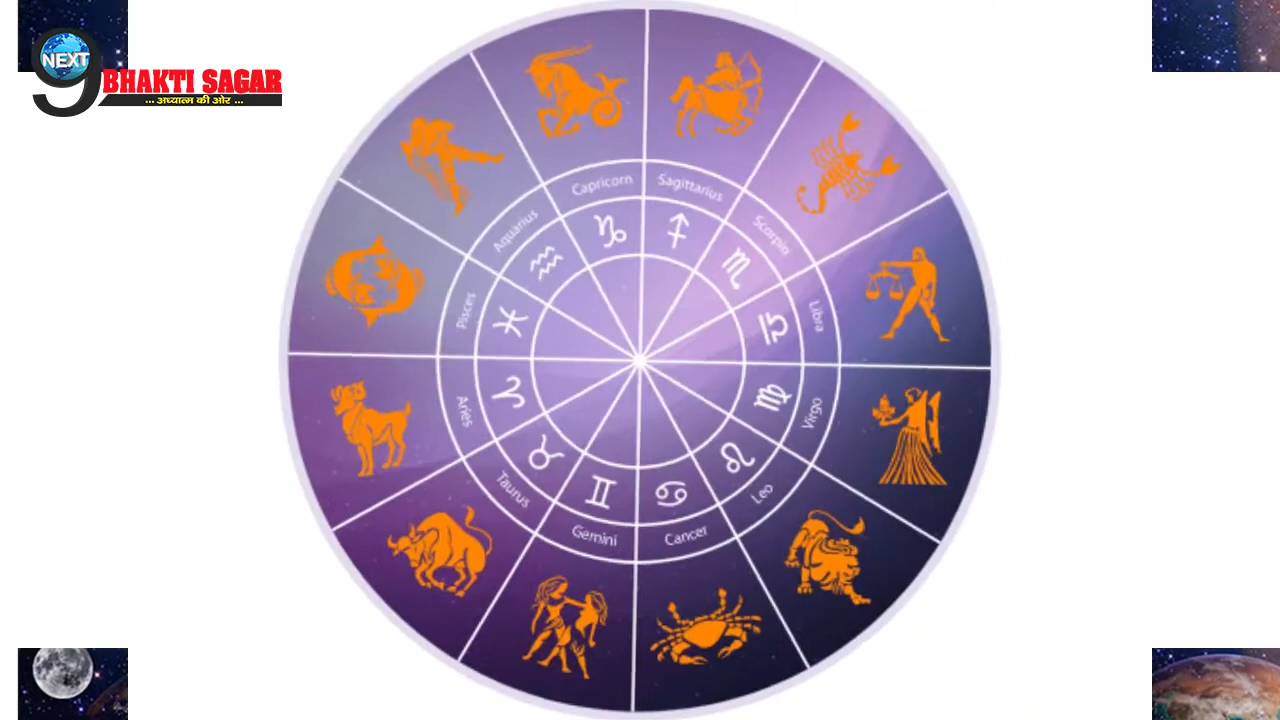 NEXT
9
BHAKTI SAGAR
... अध्यात्म की ओर ...
Capricorn
Sagittarius
Aquarius
Scorpio
Pisces
Libra
Aries
Virgo
Taurus
Leo
Gemini
Cancer